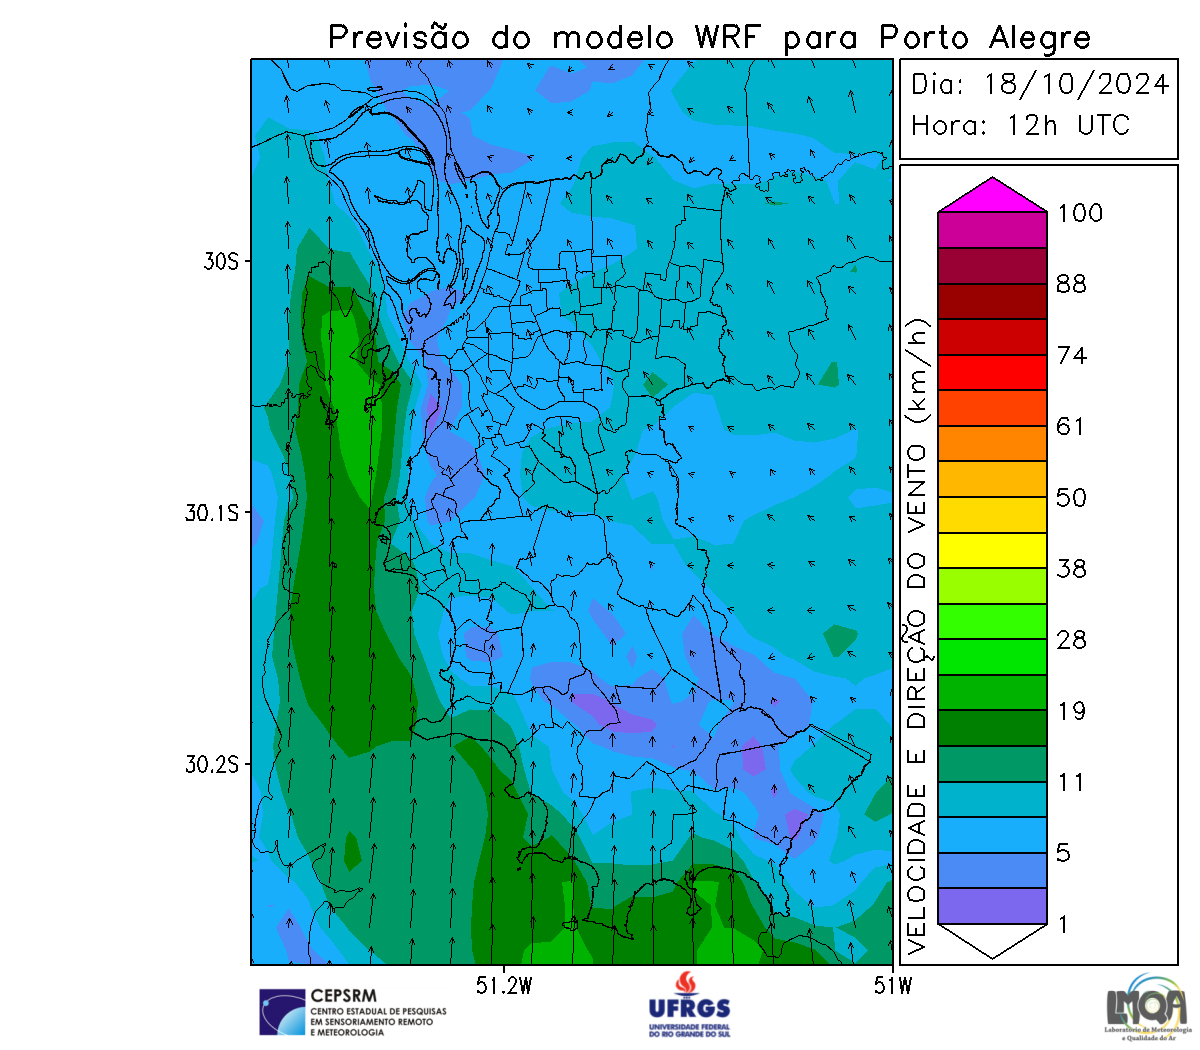 Previsão do modelo WRF para Porto Alegre
Dia: 18/10/2024
Hora: 12h UTC
30S
30.1S
30.2S
51.2W
51W
VELOCIDADE E DIREÇÃO DO VENTO (km/h)
100
88
74
61
50
38
28
19
11
5
1
CEPSRM
CENTRO ESTADUAL DE PESQUISAS
EM SENSORIAMENTO REMOTO
E METEOROLOGIA
UFRGS
UNIVERSIDADE FEDERAL
DO RIO GRANDE DO SUL
LMQA
Laboratório de Meteorologia
e Qualidade do Ar